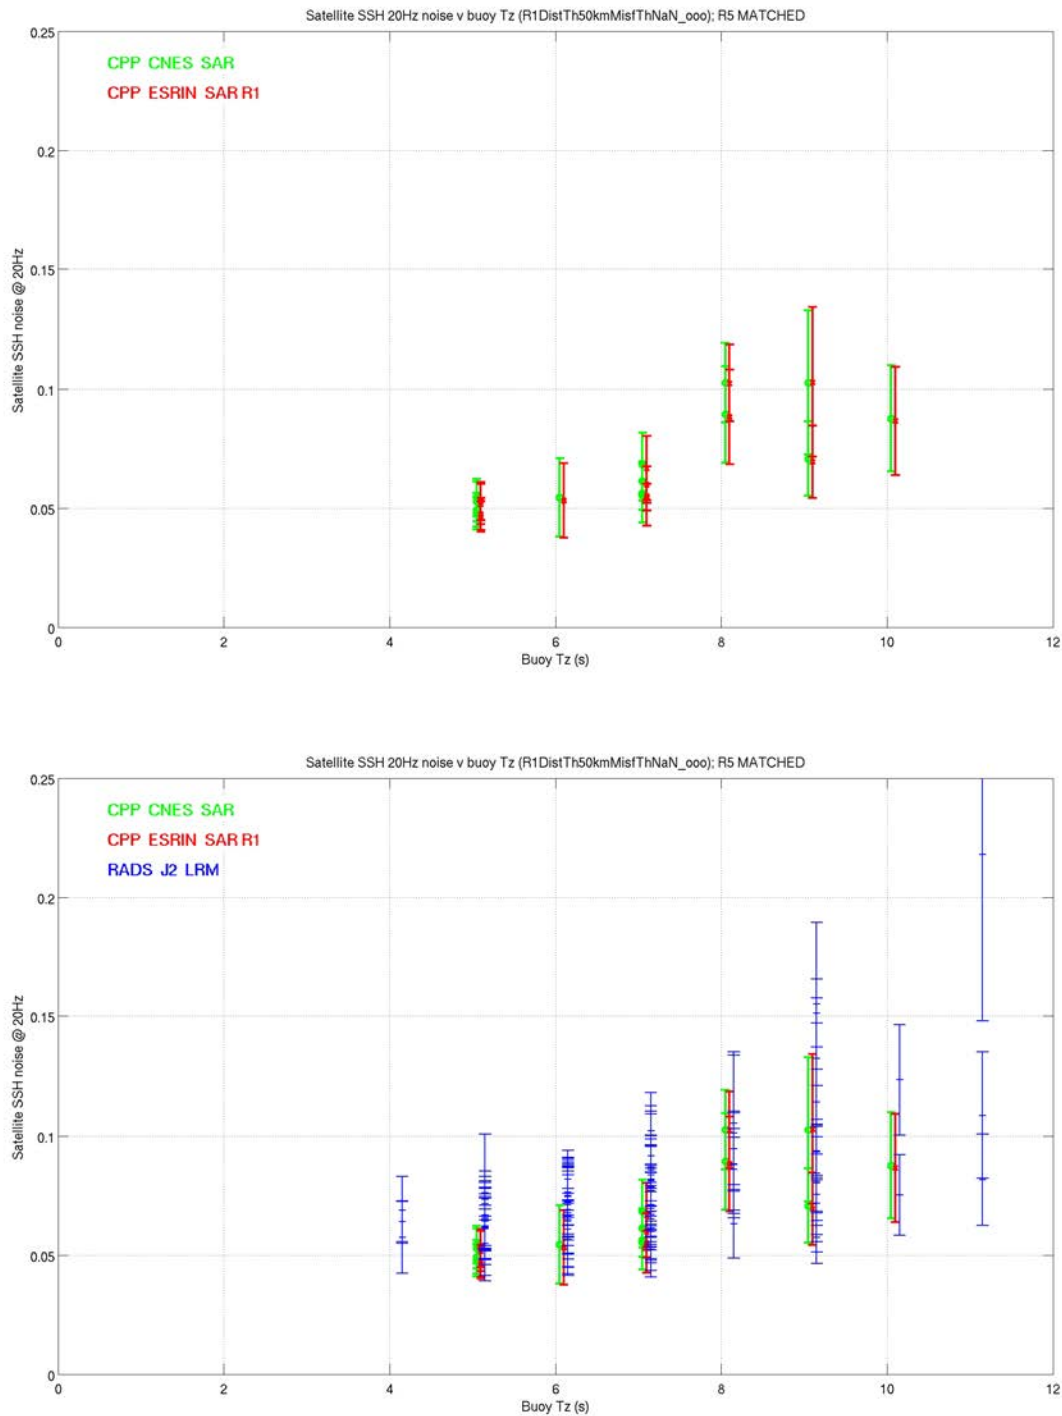 Satellite SSH 20Hz noise v buoy Tz (R1DistTh50kmMisfThNaN_ooo); R5 MATCHED
0.25
CPP CNES SAR
CPP ESRIN SAR R1
0.2
0.15
Satellite SSH noise @ 20Hz
0.1
0.05
0
0 2 4 6 8 10 12
Buoy Tz (s)
Satellite SSH 20Hz noise v buoy Tz (R1DistTh50kmMisfThNaN_ooo); R5 MATCHED
0.25
CPP CNES SAR
CPP ESRIN SAR R1
RADS J2 LRM
0.2
0.15
Satellite SSH noise @ 20Hz
0.1
0.05
0
0 2 4 6 8 10 12
Buoy Tz (s)